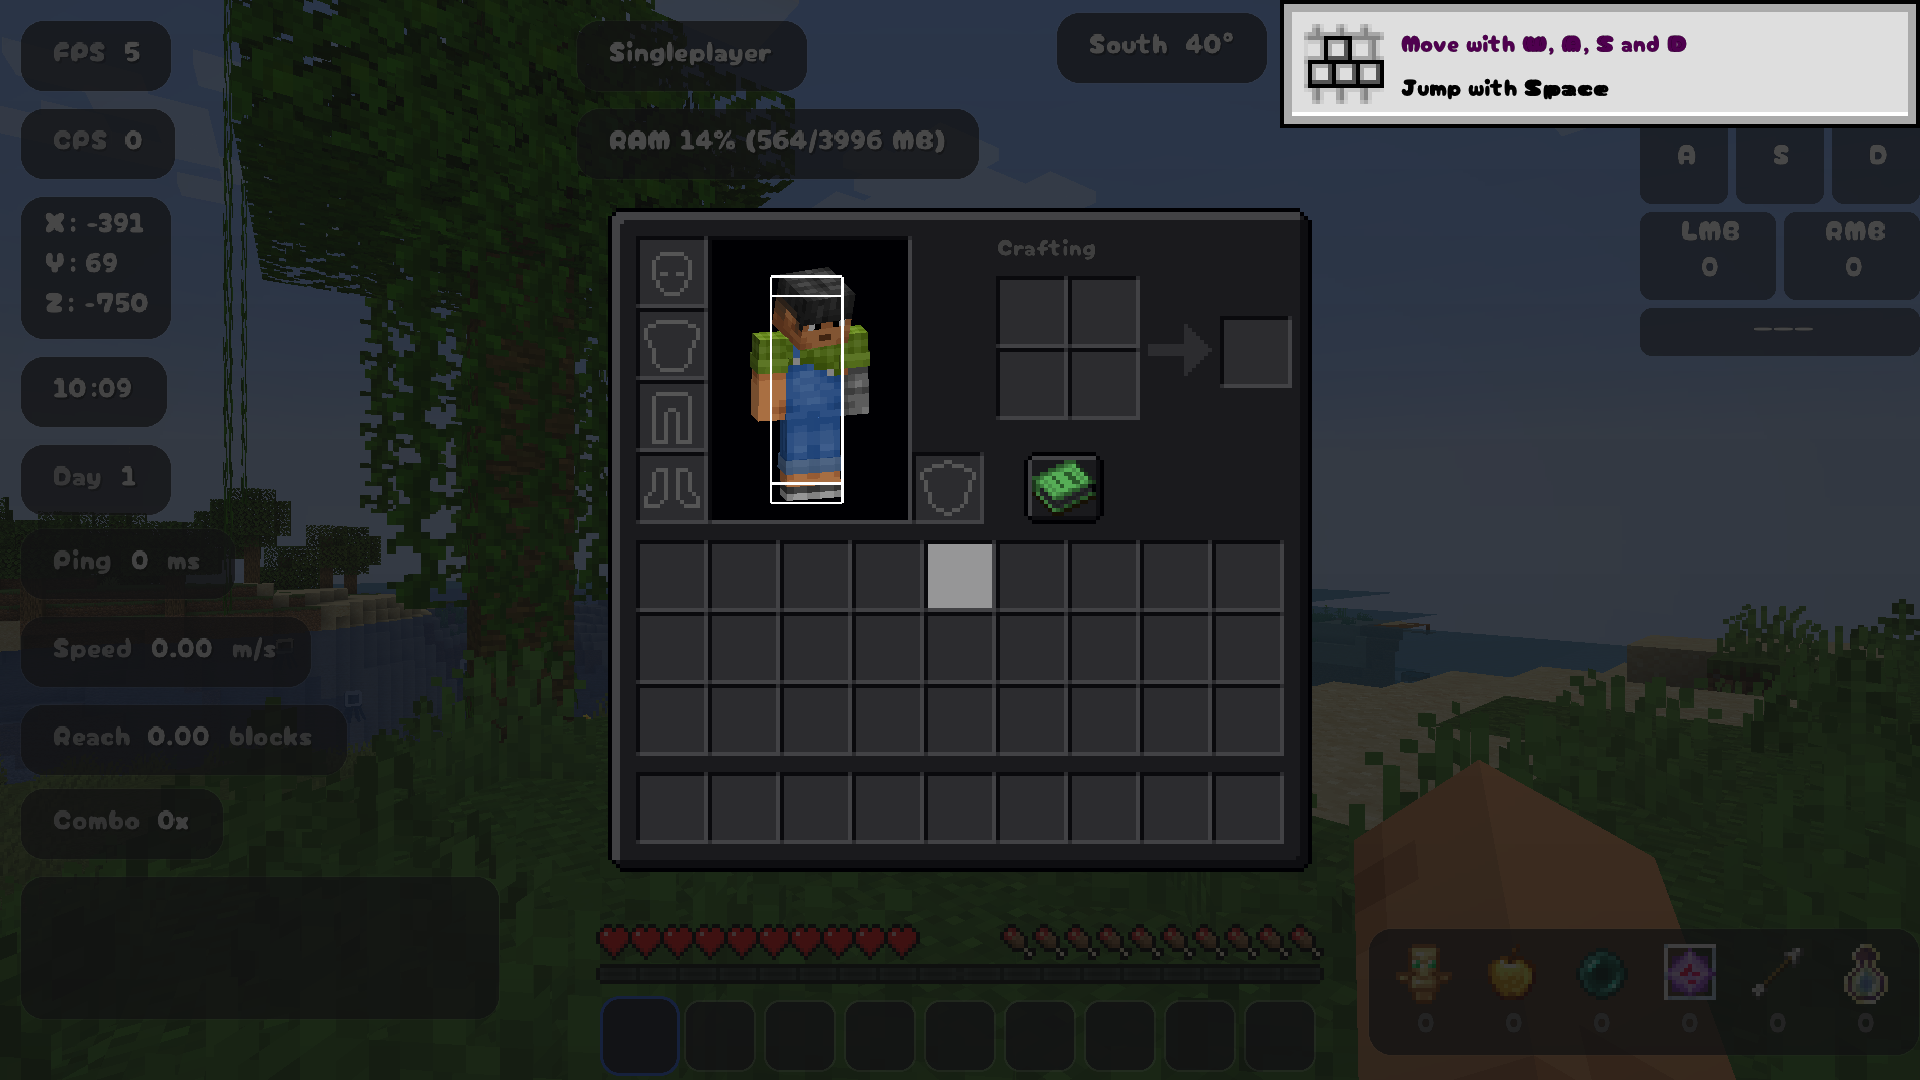 FPS 5
Singleplayer
South 40°
Move with W, A, S and D
Jump with Space
CPS 0
RAM 14% (564/3996 MB)
A S D
X: -391
Y: 69
Z: -750
LMB
0
RMB
0
Crafting
10:09
Day 1
Ping 0 ms
Speed 0.00 m/s
Reach 0.00 blocks
Combo 0x
0 0 0 0 0 0